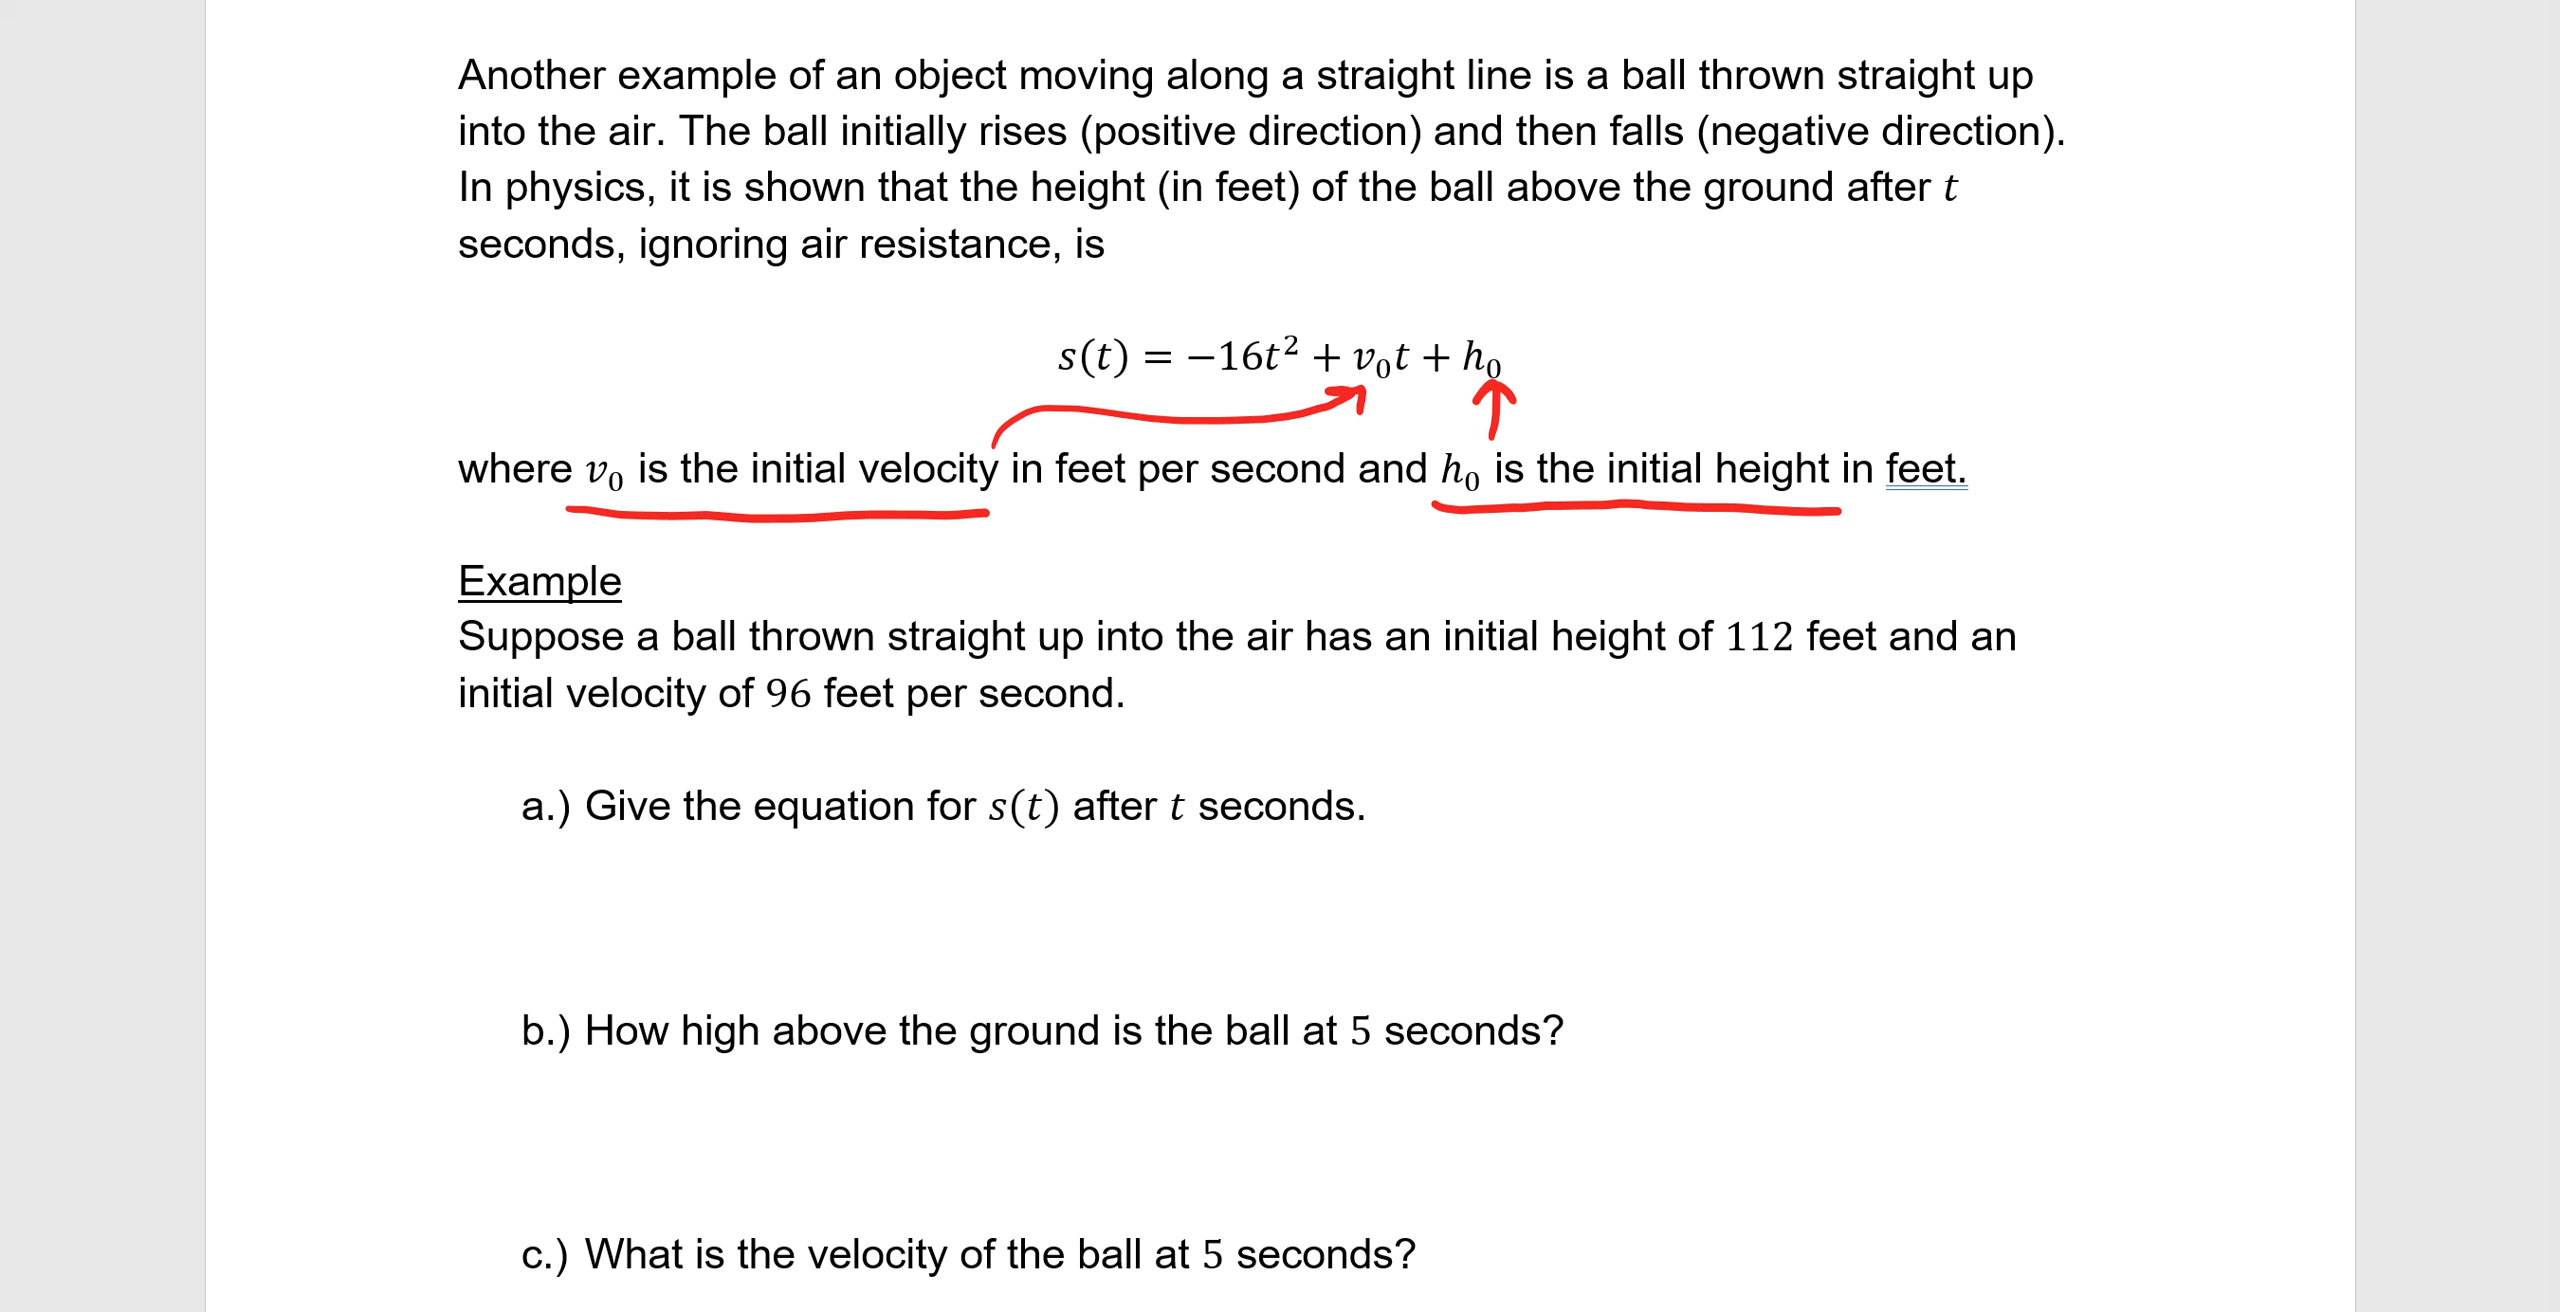 Another example of an object moving along a straight line is a ball thrown straight up
into the air. The ball initially rises (positive direction) and then falls (negative direction).
In physics, it is shown that the height (in feet) of the ball above the ground after t
seconds, ignoring air resistance, is
s(t) = −16t² + v₀t + h₀
where v₀ is the initial velocity in feet per second and h₀ is the initial height in feet.
Example
Suppose a ball thrown straight up into the air has an initial height of 112 feet and an
initial velocity of 96 feet per second.
a.) Give the equation for s(t) after t seconds.
b.) How high above the ground is the ball at 5 seconds?
c.) What is the velocity of the ball at 5 seconds?